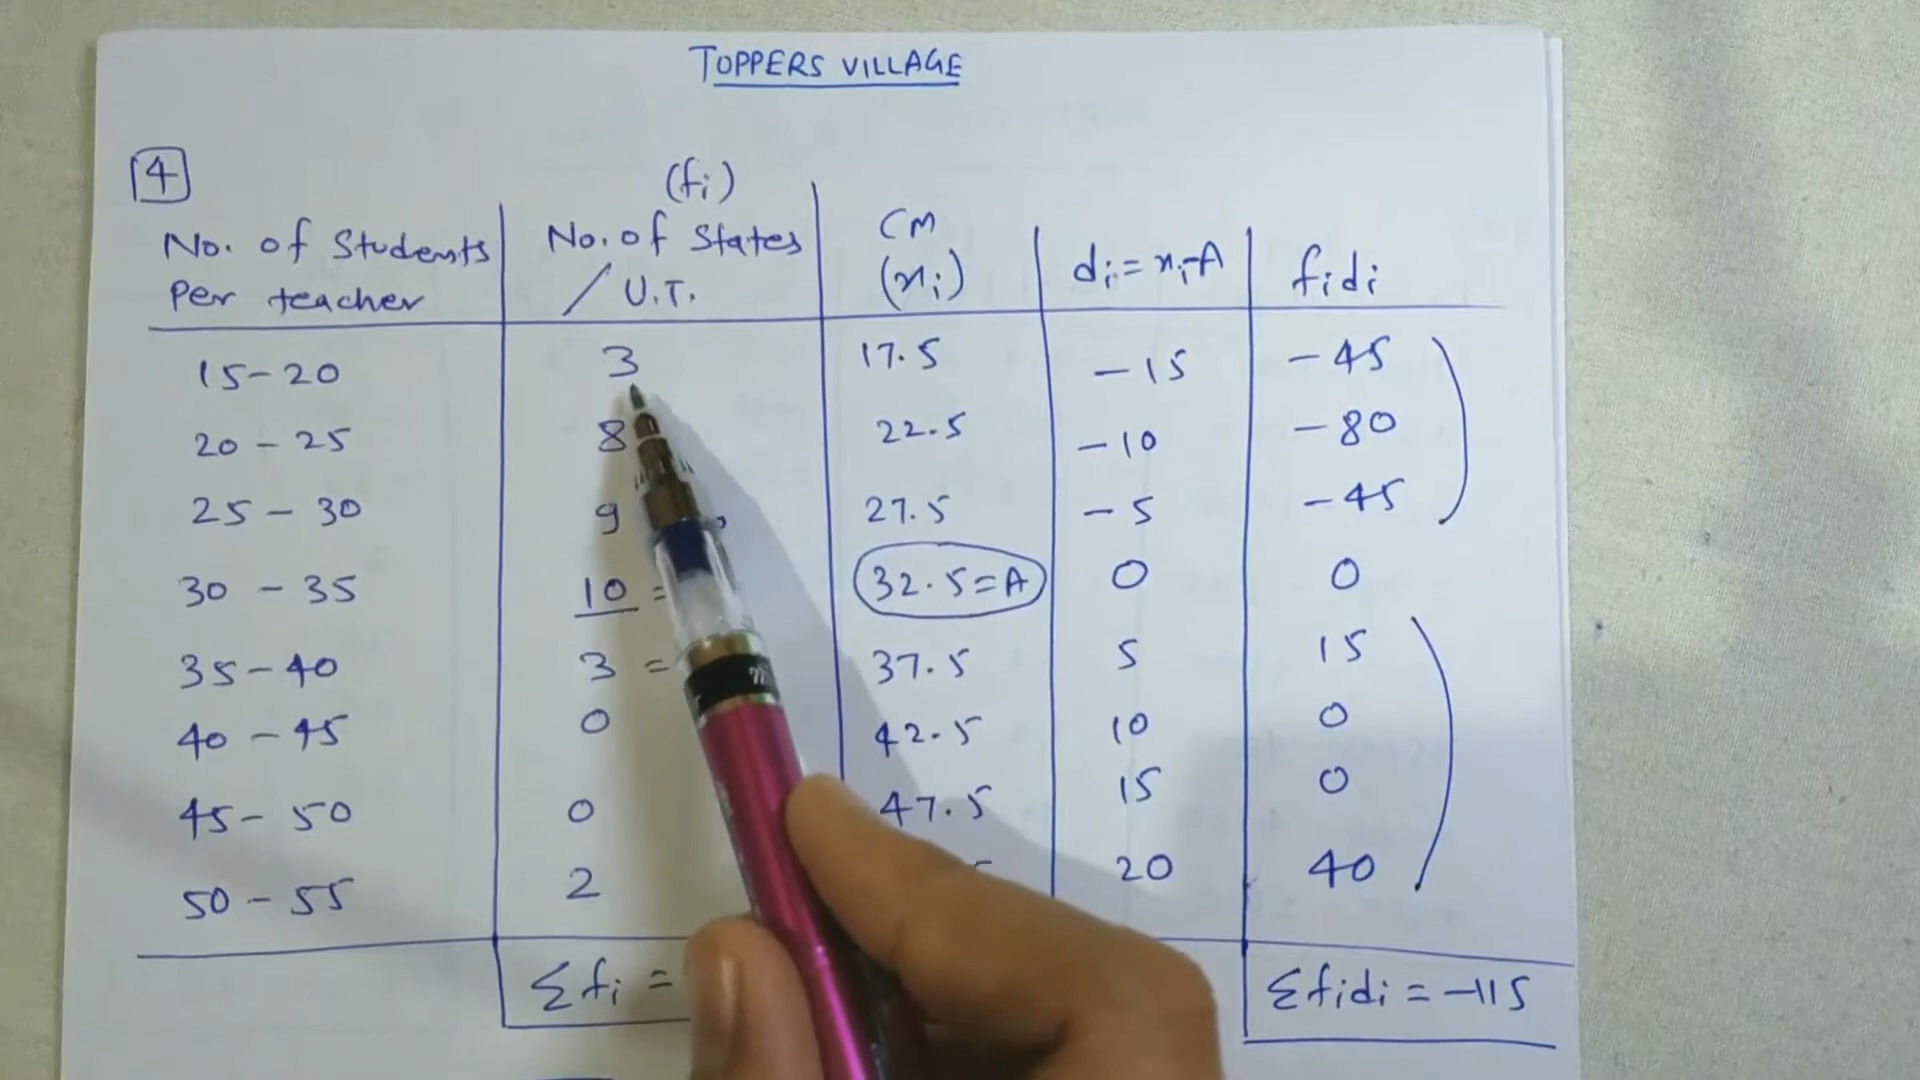 TOPPERS VILLAGE
4
(fi)
No. of Students No. of States CM di = xi-A fidi
Per teacher / U.T. (xi)
15-20 3 17.5 -15 -45
20-25 8 22.5 -10 -80
25-30 9 27.5 -5 -45
30-35 10 = 32.5=A 0 0
35-40 3 = 37.5 5 15
40-45 0 42.5 10 0
45-50 0 47.5 15 0
50-55 2 20 40
Σfi = Σfidi = -115